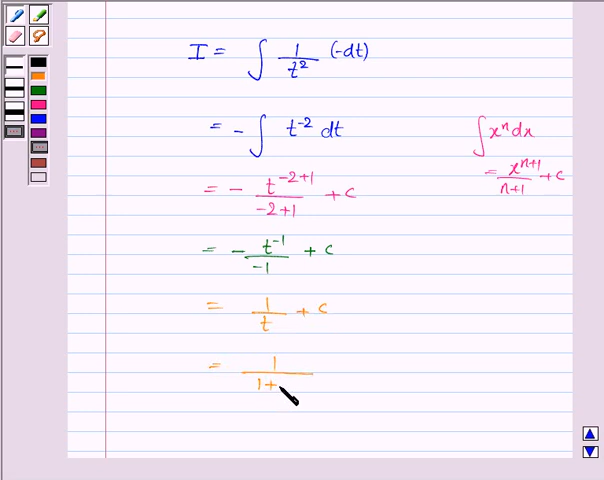 I = ∫ 1/t² (-dt)
= - ∫ t⁻² dt
∫xⁿdx
= xⁿ⁺¹/n+1 + c
= - t⁻²⁺¹/-2+1 + c
= - t⁻¹/-1 + c
= 1/t + c
= 1/1+